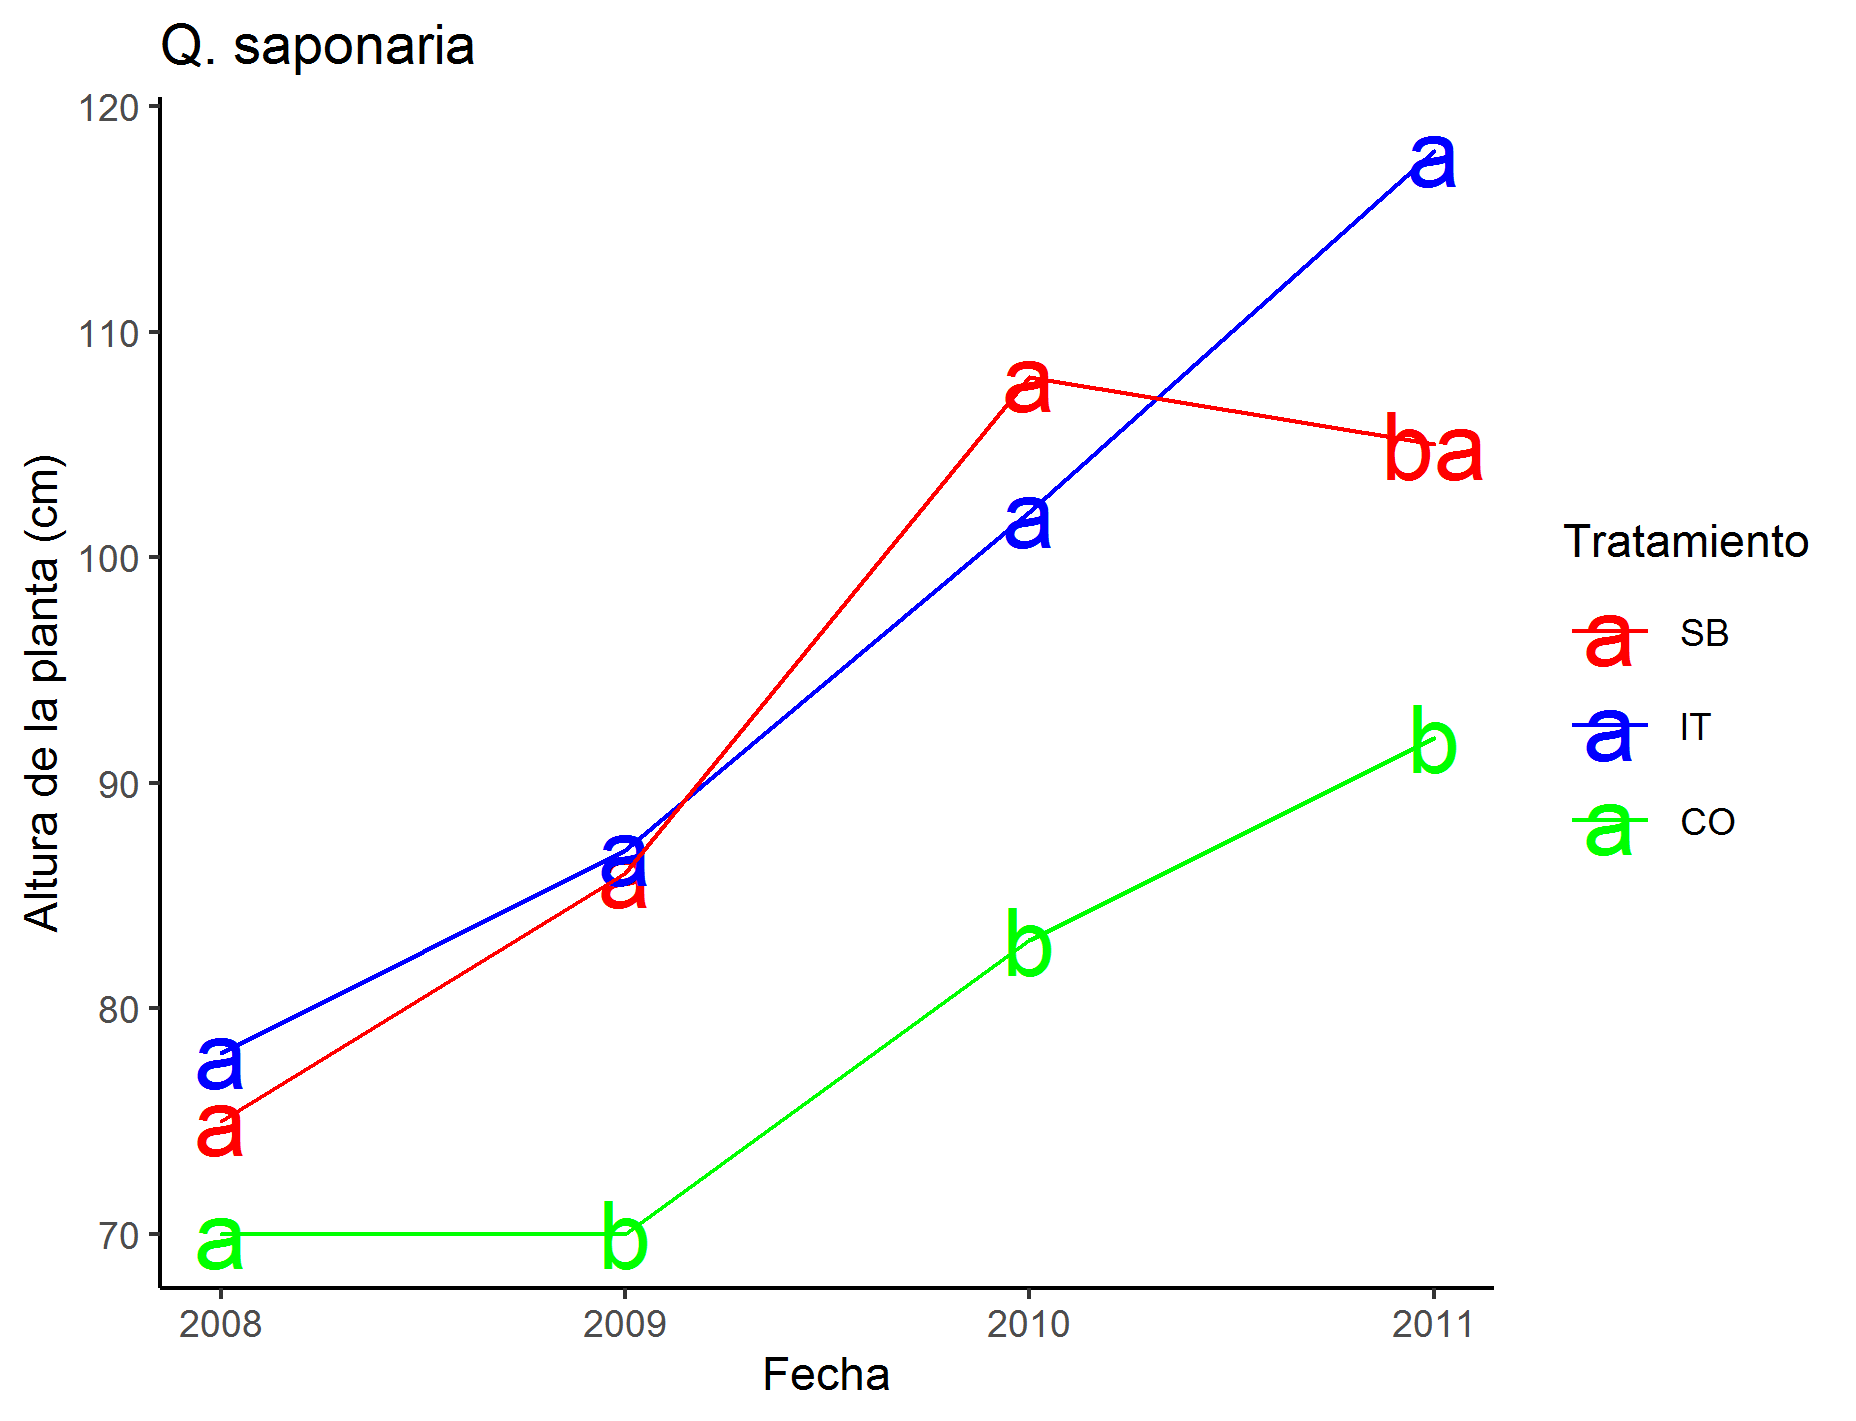 Q. saponaria
120
110
100
90
80
70
Altura de la planta (cm)
a
a
ba
a
a
a
b
a
b
a
a
b
2008
2009
2010
2011
Fecha
Tratamiento
a SB
a IT
a CO